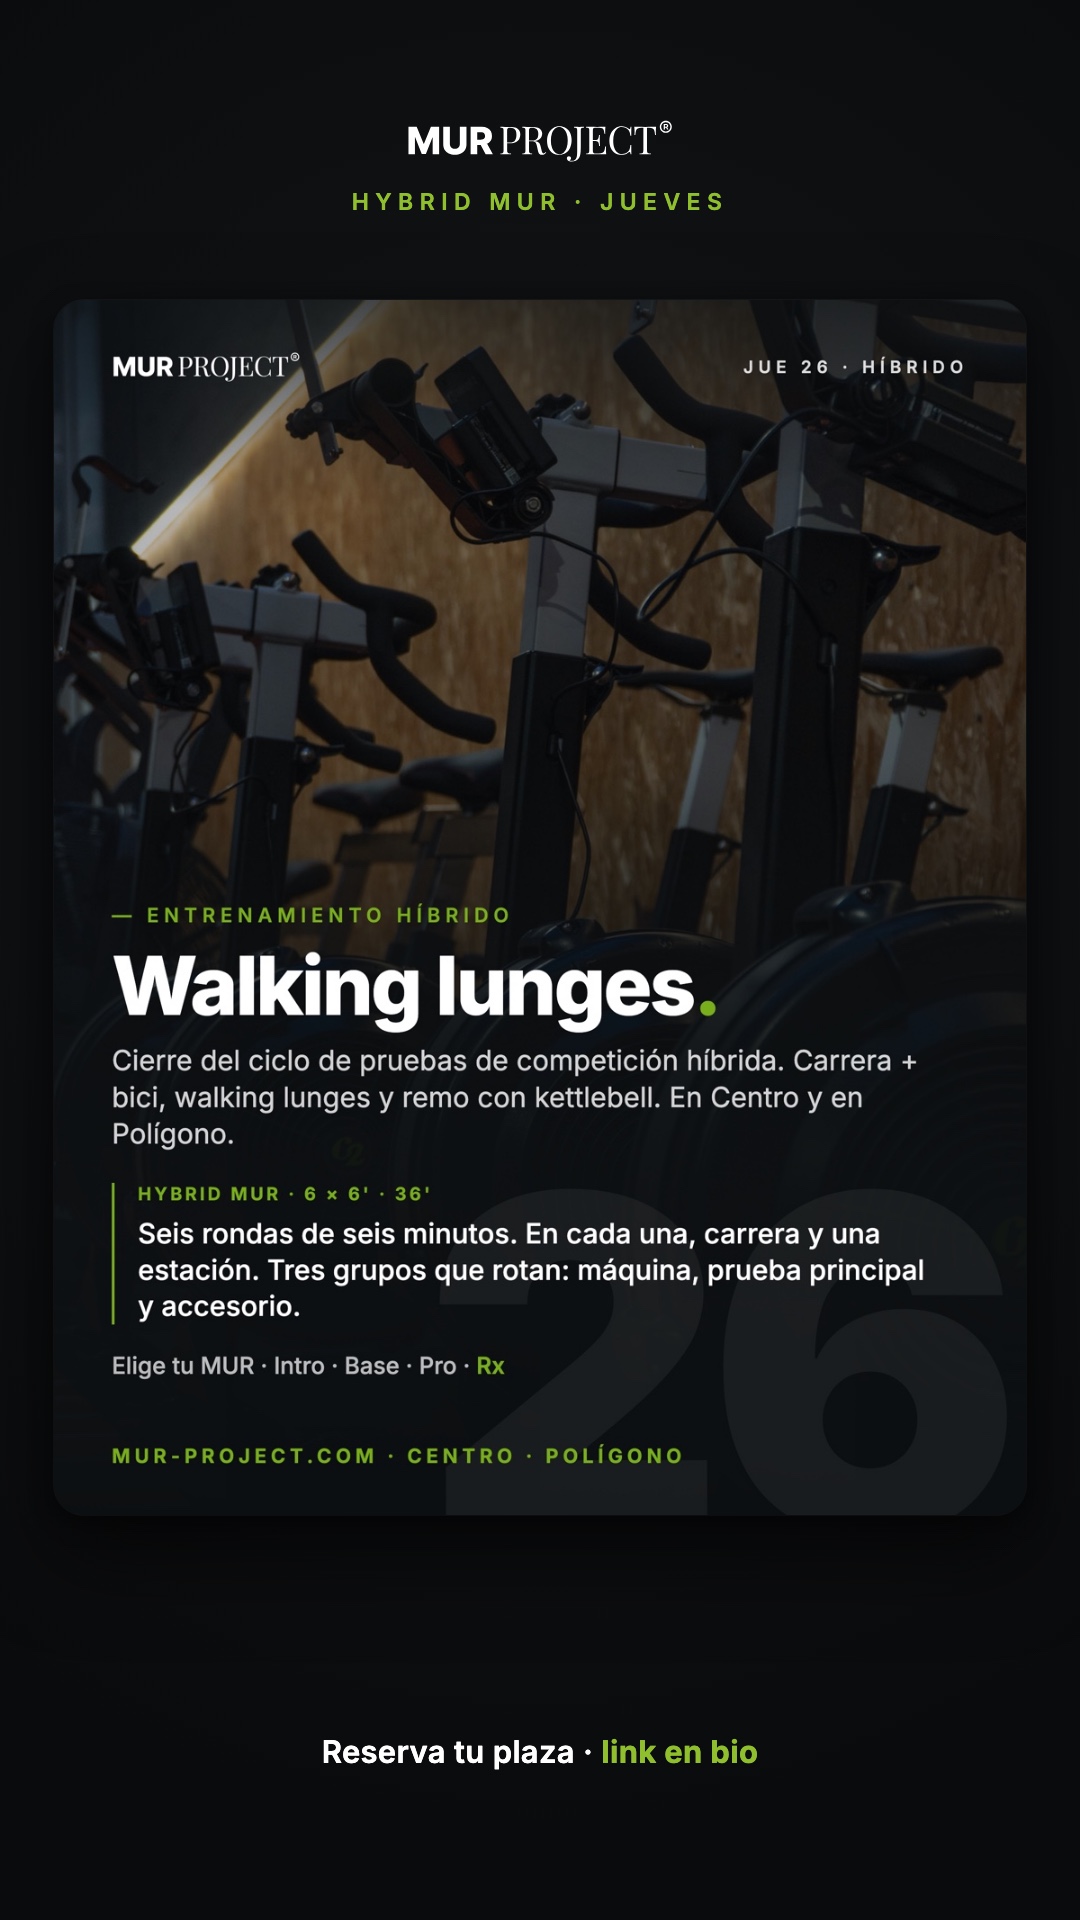 MUR PROJECT®
HYBRID MUR · JUEVES
MUR PROJECT®
JUE 26 · HÍBRIDO
— ENTRENAMIENTO HÍBRIDO
Walking lunges.
Cierre del ciclo de pruebas de competición híbrida. Carrera +
bici, walking lunges y remo con kettlebell. En Centro y en
Polígono.
HYBRID MUR · 6 × 6' · 36'
Seis rondas de seis minutos. En cada una, carrera y una
estación. Tres grupos que rotan: máquina, prueba principal
y accesorio.
Elige tu MUR · Intro · Base · Pro · Rx
26
MUR-PROJECT.COM · CENTRO · POLÍGONO
Reserva tu plaza · link en bio